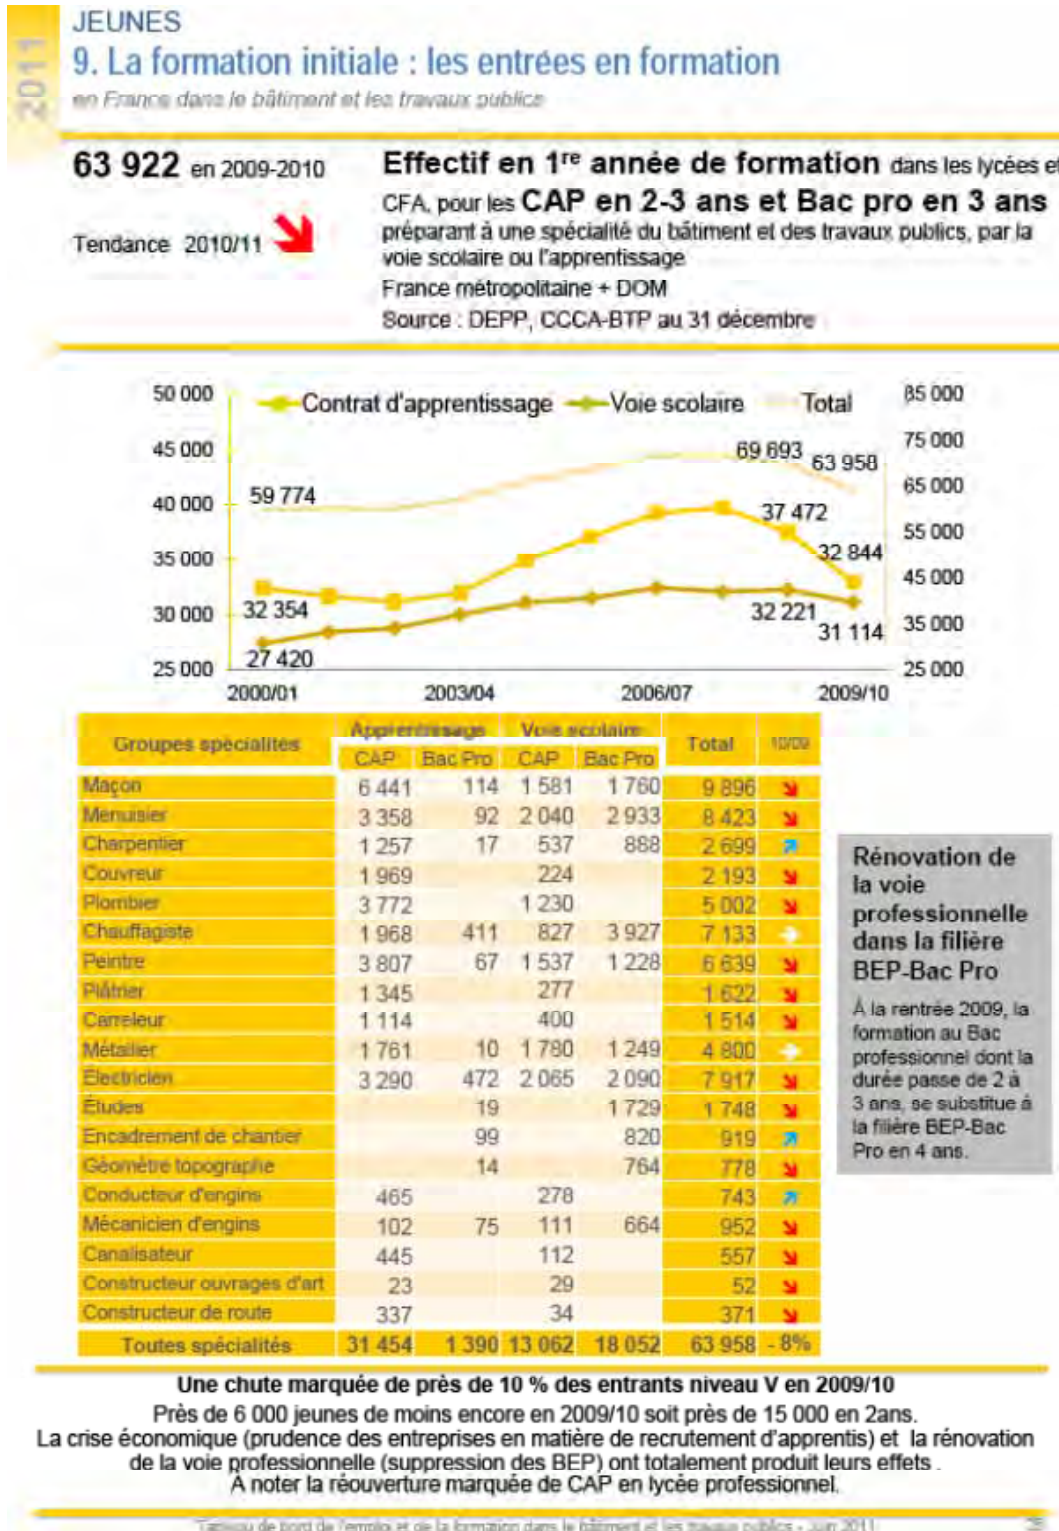 2011
JEUNES
9. La formation initiale : les entrées en formation
en France dans le bâtiment et les travaux publics
63 922 en 2009-2010
Tendance 2010/11
Effectif en 1re année de formation dans les lycées et
CFA, pour les CAP en 2-3 ans et Bac pro en 3 ans
préparant à une spécialité du bâtiment et des travaux publics, par la
voie scolaire ou l'apprentissage
France métropolitaine + DOM
Source : DEPP, CCCA-BTP au 31 décembre
Contrat d'apprentissage Voie scolaire Total
50 000
45 000
40 000
35 000
30 000
25 000
85 000
75 000
65 000
55 000
45 000
35 000
25 000
59 774
69 693
63 958
37 472
32 844
32 354
32 221
31 114
27 420
2000/01 2003/04 2006/07 2009/10
Groupes spécialités Apprentissage Voie scolaire Total 10/09
CAP Bac Pro CAP Bac Pro
Maçon 6 441 114 1 581 1 760 9 896
Menuisier 3 358 92 2 040 2 933 8 423
Charpentier 1 257 17 537 888 2 699
Couvreur 1 969 224 2 193
Plombier 3 772 1 230 5 002
Chauffagiste 1 968 411 827 3 927 7 133
Peintre 3 807 67 1 537 1 228 6 639
Plâtrier 1 345 277 1 622
Carreleur 1 114 400 1 514
Métallier 1 761 10 1 780 1 249 4 800
Électricien 3 290 472 2 065 2 090 7 917
Études 19 1 729 1 748
Encadrement de chantier 99 820 919
Géomètre topographe 14 764 778
Conducteur d'engins 465 278 743
Mécanicien d'engins 102 75 111 664 952
Canalisateur 445 112 557
Constructeur ouvrages d'art 23 29 52
Constructeur de route 337 34 371
Toutes spécialités 31 454 1 390 13 062 18 052 63 958 - 8%
Rénovation de
la voie
professionnelle
dans la filière
BEP-Bac Pro
À la rentrée 2009, la
formation au Bac
professionnel dont la
durée passe de 2 à
3 ans, se substitue à
la filière BEP-Bac
Pro en 4 ans.
Une chute marquée de près de 10 % des entrants niveau V en 2009/10
Près de 6 000 jeunes de moins encore en 2009/10 soit près de 15 000 en 2ans.
La crise économique (prudence des entreprises en matière de recrutement d'apprentis) et la rénovation
de la voie professionnelle (suppression des BEP) ont totalement produit leurs effets .
A noter la réouverture marquée de CAP en lycée professionnel.
Tableau de bord de l'emploi et de la formation dans le bâtiment et les travaux publics - Juin 2011